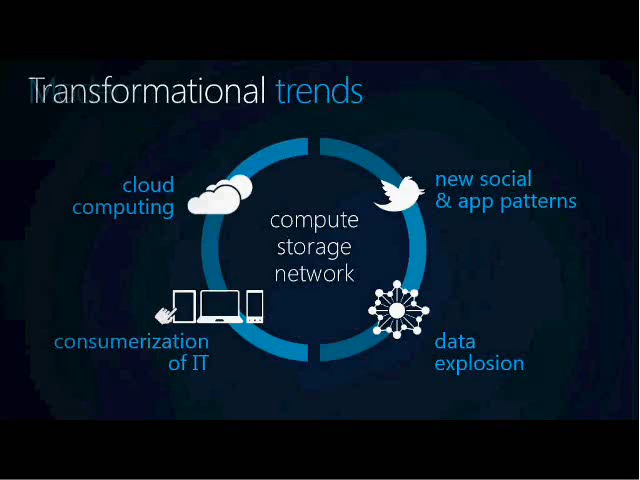 Transformational trends
cloud
computing
new social
& app patterns
compute
storage
network
consumerization
of IT
data
explosion